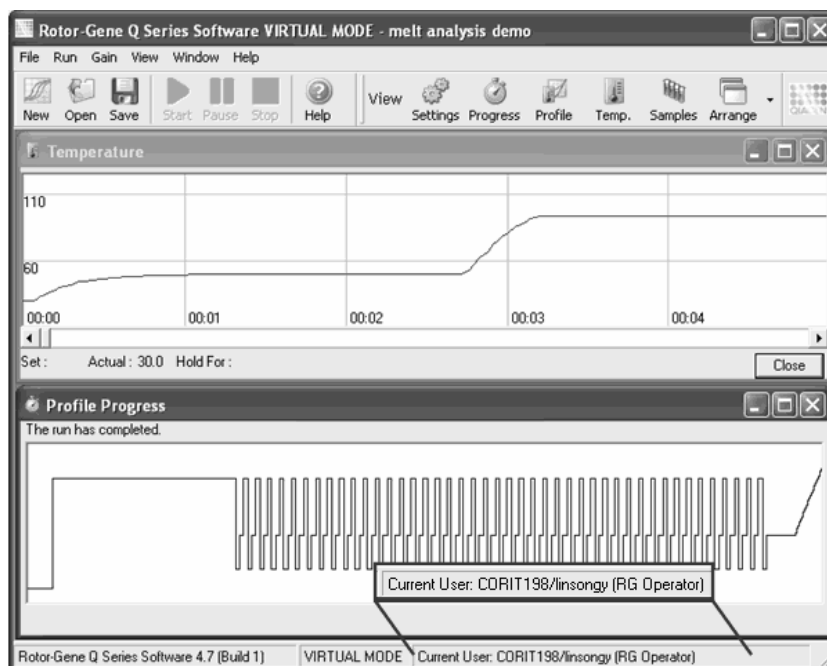 Rotor-Gene Q Series Software VIRTUAL MODE - melt analysis demo
File Run Gain View Window Help
New Open Save Start Pause Stop Help View Settings Progress Profile Temp. Samples Arrange
Temperature
110
60
00:00 00:01 00:02 00:03 00:04
Set : Actual : 30.0 Hold For :
Close
Profile Progress
The run has completed.
Current User: CORIT198/linsongy (RG Operator)
Rotor-Gene Q Series Software 4.7 (Build 1) VIRTUAL MODE Current User: CORIT198/linsongy (RG Operator)